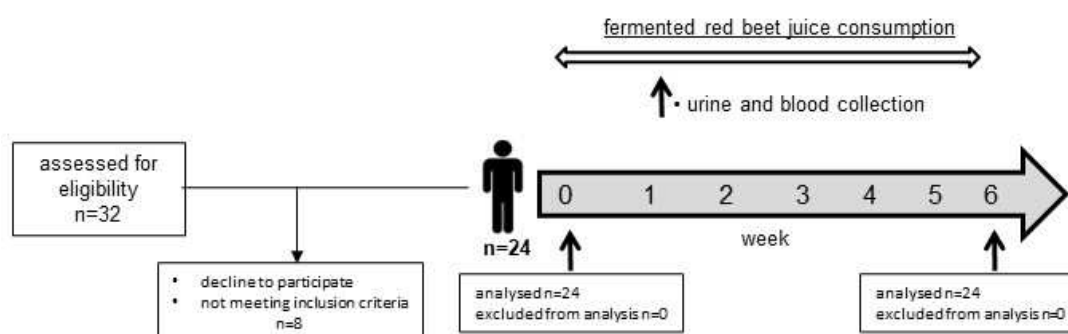 fermented red beet juice consumption
• urine and blood collection
assessed for
eligibility
n=32
n=24
0 1 2 3 4 5 6
week
• decline to participate
• not meeting inclusion criteria
n=8
analysed n=24
excluded from analysis n=0
analysed n=24
excluded from analysis n=0